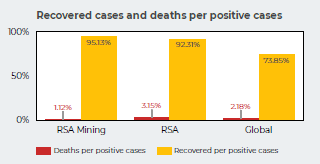 Recovered cases and deaths per positive cases
100%
95.13%
92.31%
73.85%
50%
1.12%
3.15%
2.18%
0%
RSA Mining
RSA
Global
Deaths per positive cases
Recovered per positive cases